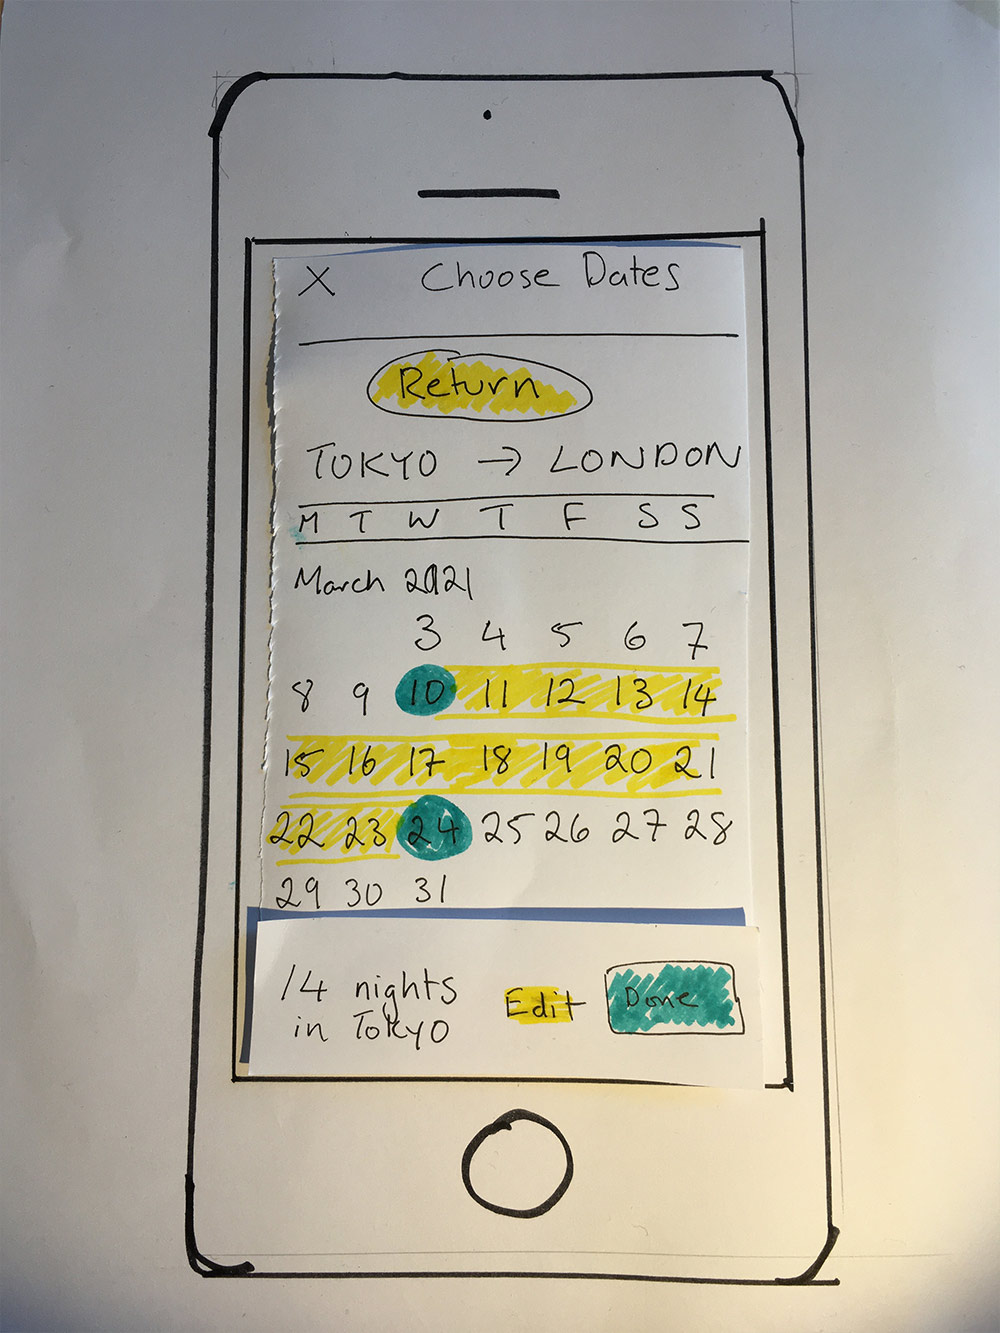 X Choose Dates
Return
TOKYO → LONDON
M T W T F S S
March 2021
3 4 5 6 7
8 9 10 11 12 13 14
15 16 17 18 19 20 21
22 23 24 25 26 27 28
29 30 31
14 nights
in Tokyo
Edit Done